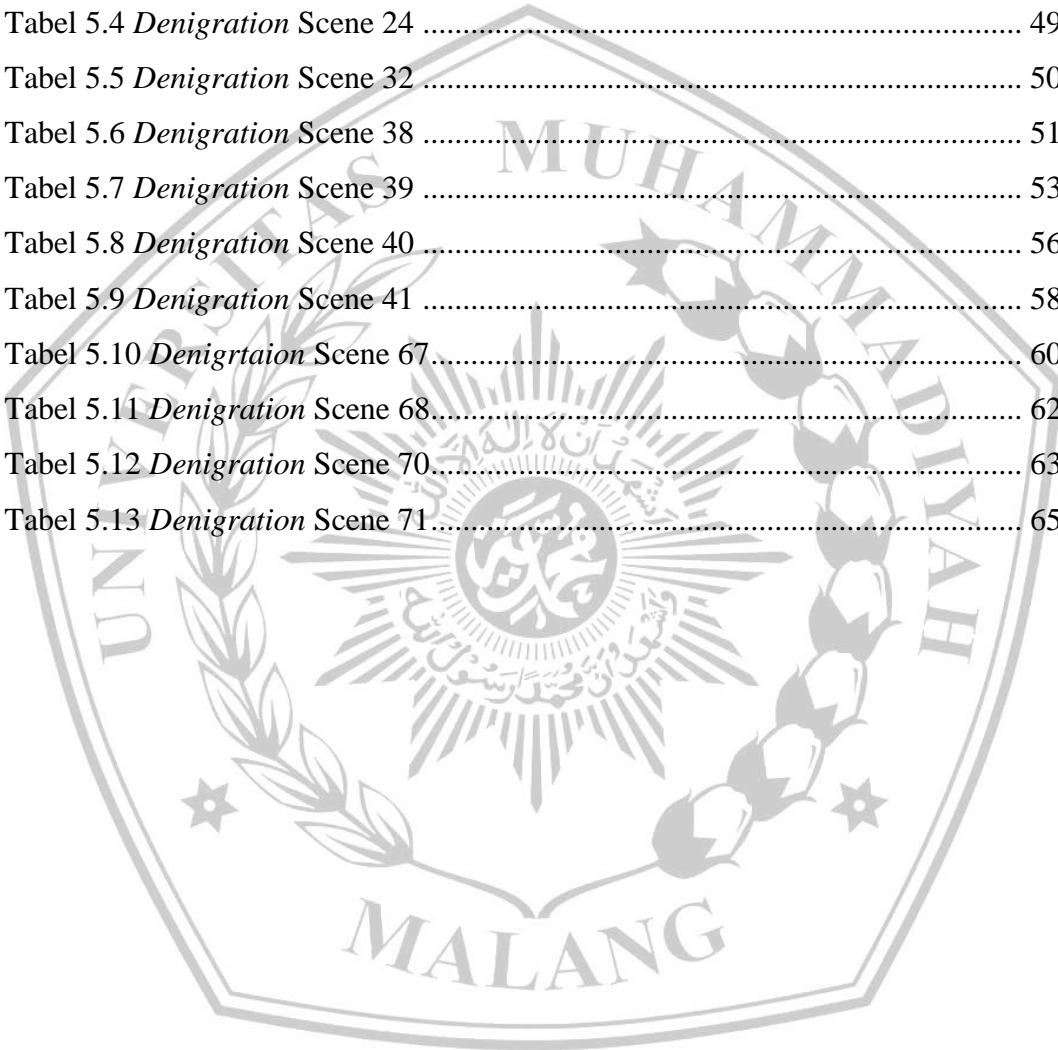 Tabel 5.4 Denigration Scene 24 ........................................................................ 49
Tabel 5.5 Denigration Scene 32 ........................................................................ 50
Tabel 5.6 Denigration Scene 38 ........................................................................ 51
Tabel 5.7 Denigration Scene 39 ........................................................................ 53
Tabel 5.8 Denigration Scene 40 ........................................................................ 56
Tabel 5.9 Denigration Scene 41 ........................................................................ 58
Tabel 5.10 Denigrtaion Scene 67....................................................................... 60
Tabel 5.11 Denigration Scene 68....................................................................... 62
Tabel 5.12 Denigration Scene 70....................................................................... 63
Tabel 5.13 Denigration Scene 71....................................................................... 65
UNIVERSITAS MUHAMMADIYAH
MALANG